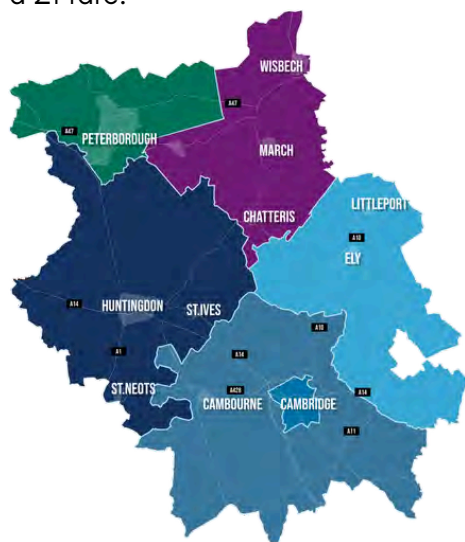 a £1 fare.
WISBECH
A47
A47
PETERBOROUGH
MARCH
LITTLEPORT
CHATTERIS
A10
ELY
HUNTINGDON
A14
ST.IVES
A10
A1
A14
ST.NEOTS
A428
A14
CAMBOURNE
CAMBRIDGE
A11